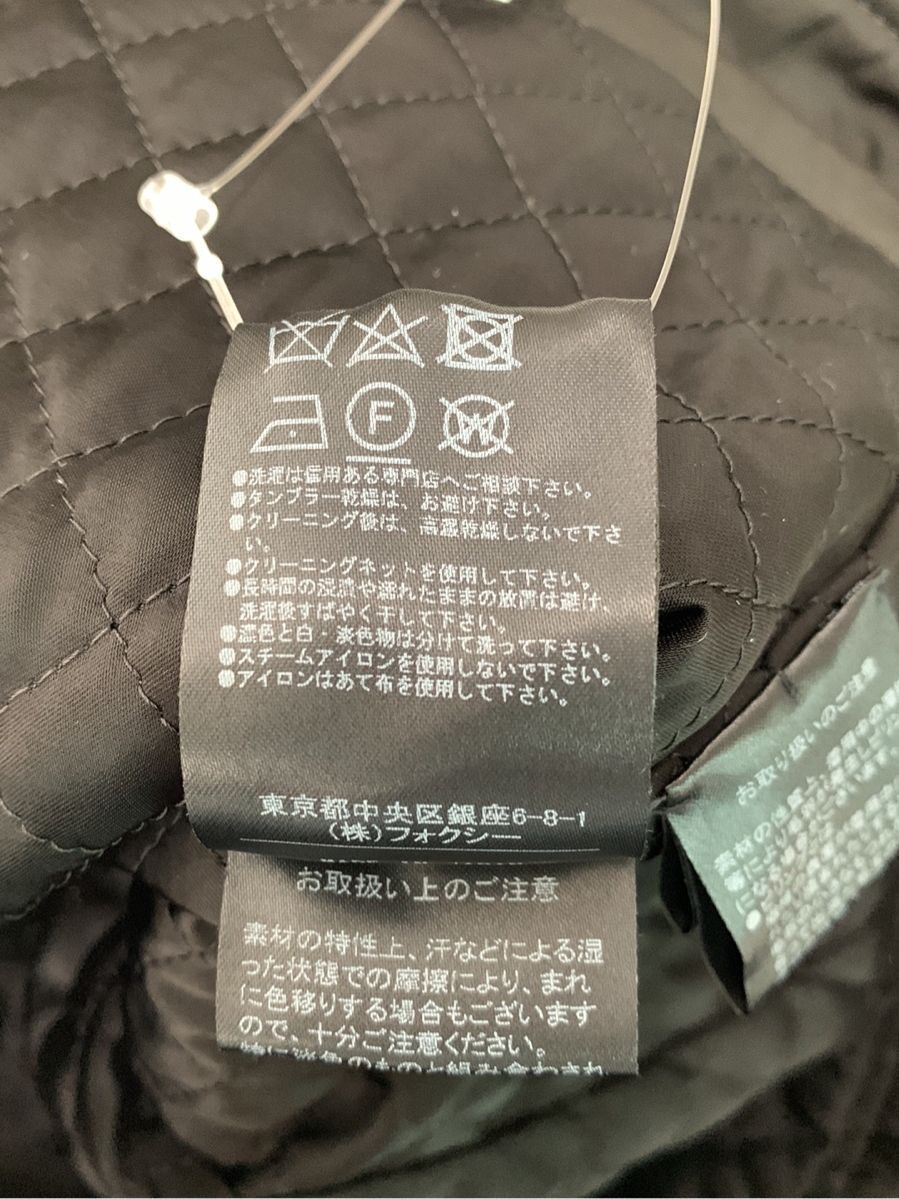 F
W
●洗濯は信用ある専門店へご相談下さい。
●タンブラー乾燥は、お避け下さい。
●クリーニング後は、高温乾燥しないで下さ
い。
●クリーニングネットを使用して下さい。
●長時間の浸漬や濡れたままの放置は避け、
洗濯後すばやく干して下さい。
●濃色と白・淡色物は分けて洗って下さい。
●スチームアイロンを使用しないで下さい。
●アイロンはあて布を使用して下さい。
東京都中央区銀座6-8-1
(株)フォクシー
お取扱い上のご注意
素材の特性上、汗などによる湿
った状態での摩擦により、まれ
に色移りする場合もございます
ので、十分ご注意ください。
お取り扱いのご注意
素材の